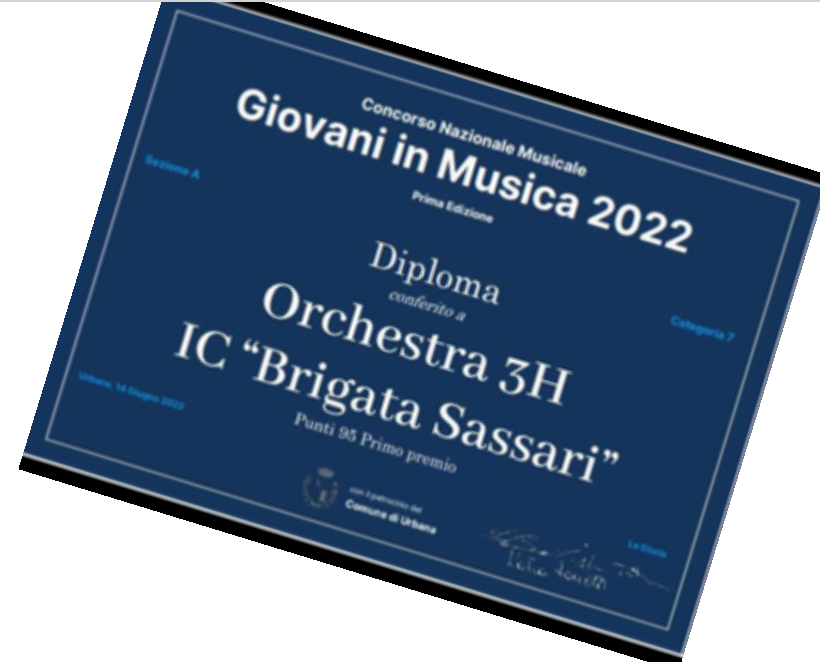 Concorso Nazionale Musicale
Giovani in Musica 2022
Prima Edizione
Sezione A
Categoria 7
Diploma
conferito a
Orchestra 3H
IC “Brigata Sassari”
Punti 95 Primo premio
Urbana, 14 Giugno 2022
con il patrocinio del
Comune di Urbana
La Giuria